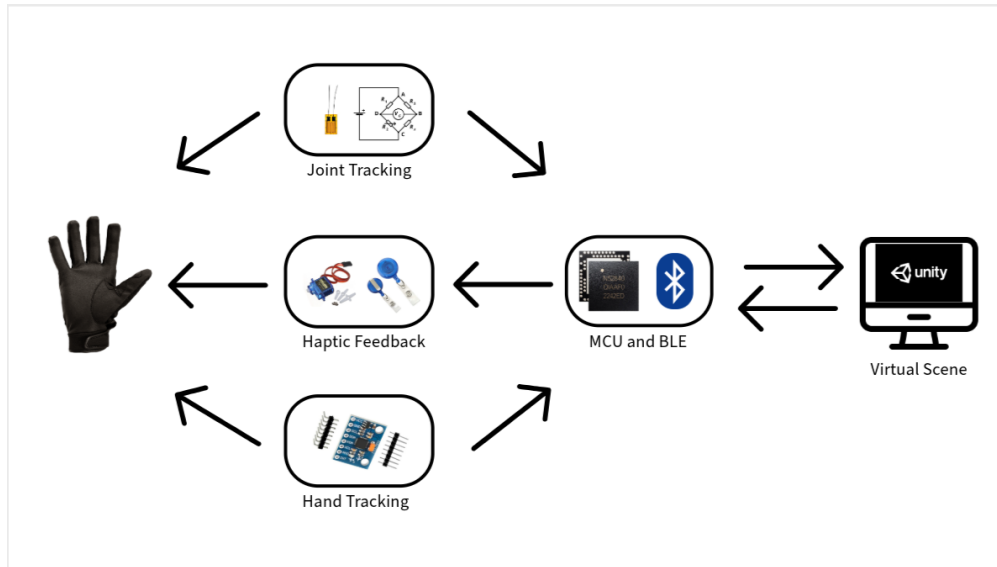 Joint Tracking
Haptic Feedback
MCU and BLE
unity
Virtual Scene
Hand Tracking